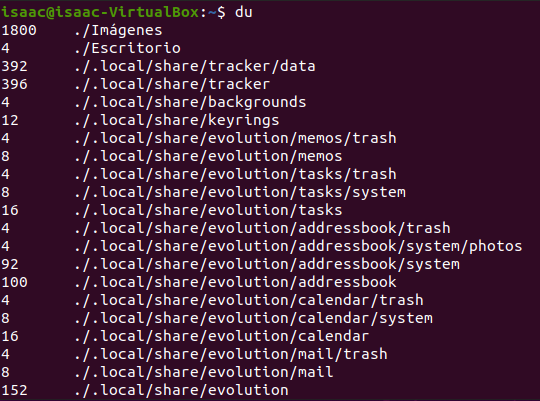 isaac@isaac-VirtualBox:~$ du
1800 ./Imágenes
4 ./Escritorio
392 ./.local/share/tracker/data
396 ./.local/share/tracker
4 ./.local/share/backgrounds
12 ./.local/share/keyrings
4 ./.local/share/evolution/memos/trash
8 ./.local/share/evolution/memos
4 ./.local/share/evolution/tasks/trash
8 ./.local/share/evolution/tasks/system
16 ./.local/share/evolution/tasks
4 ./.local/share/evolution/addressbook/trash
4 ./.local/share/evolution/addressbook/system/photos
92 ./.local/share/evolution/addressbook/system
100 ./.local/share/evolution/addressbook
4 ./.local/share/evolution/calendar/trash
8 ./.local/share/evolution/calendar/system
16 ./.local/share/evolution/calendar
4 ./.local/share/evolution/mail/trash
8 ./.local/share/evolution/mail
152 ./.local/share/evolution